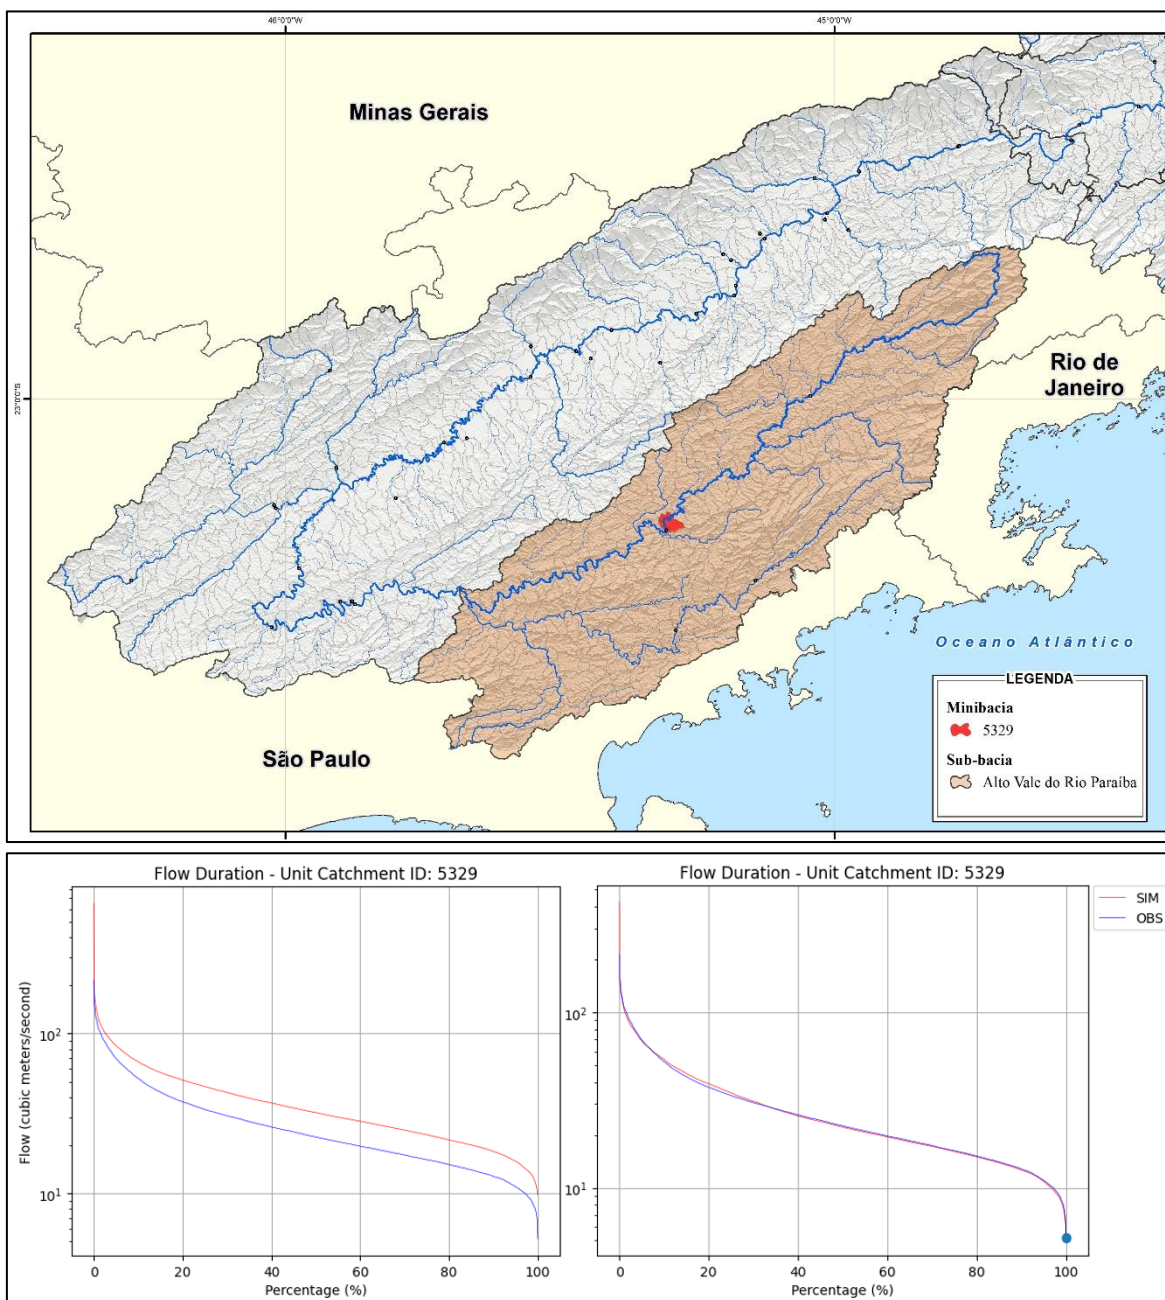 46°0'0"W
45°0'0"W
Minas Gerais
Rio de
Janeiro
23°0'0"S
Oceano Atlântico
São Paulo
LEGENDA
Minibacia
5329
Sub-bacia
Alto Vale do Rio Paraíba
Flow Duration - Unit Catchment ID: 5329
Flow Duration - Unit Catchment ID: 5329
SIM
OBS
10²
10¹
10²
10¹
Flow (cubic meters/second)
0 20 40 60 80 100
0 20 40 60 80 100
Percentage (%)
Percentage (%)